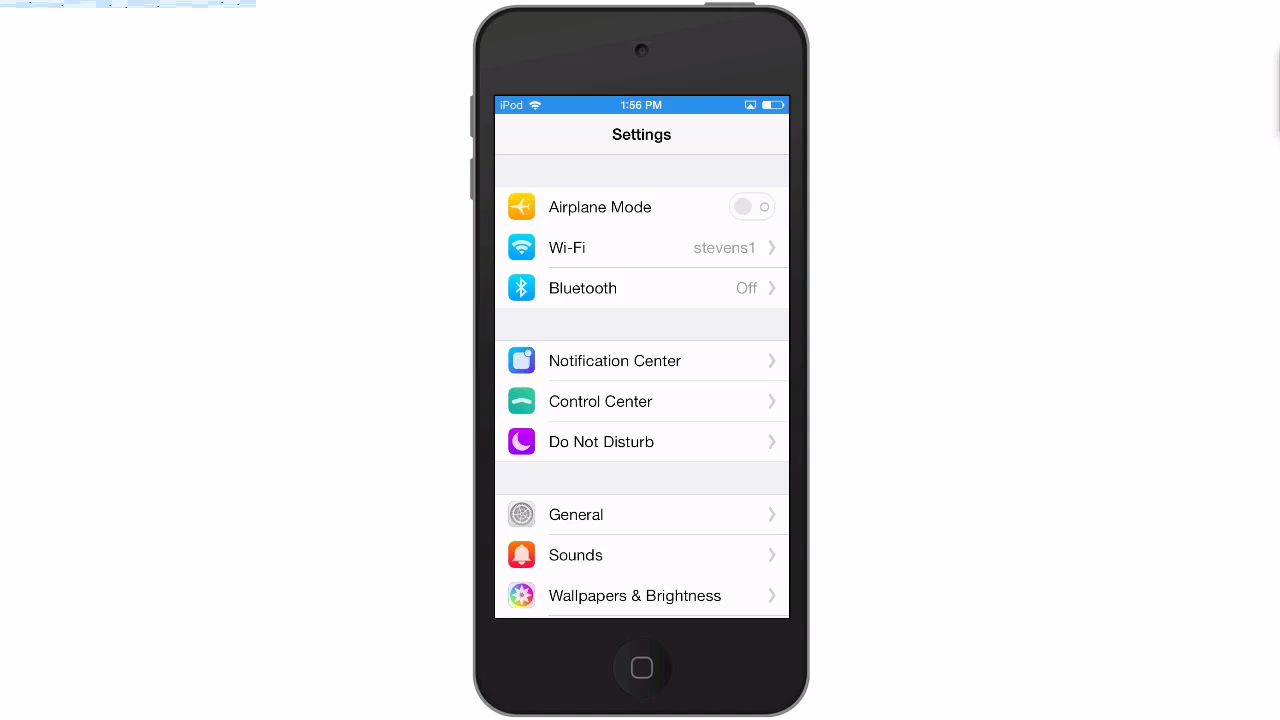 iPod 1:56 PM
Settings
Airplane Mode
Wi-Fi stevens1
Bluetooth Off
Notification Center
Control Center
Do Not Disturb
General
Sounds
Wallpapers & Brightness